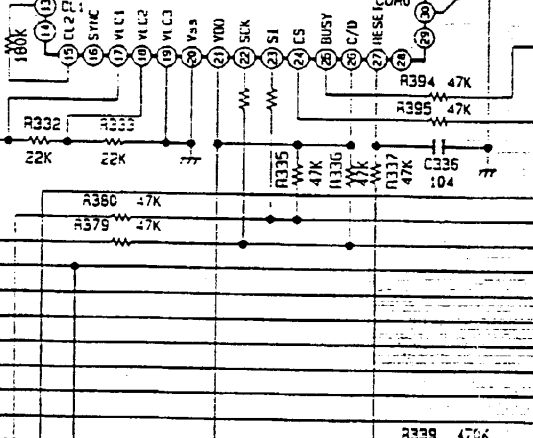 13 CL1
14
180K
CL2
SYNC
VLC1
VLC2
VLC3
Vss
VDD
SCK
SI
CS
BUSY
C/D
RESET
COM0
30
29
15 16 17 18 19 20 21 22 23 24 25 26 27 28
R394 47K
R395 47K
R332
22K
R333
22K
R335
47K
R336
47K
R337
47K
C336
104
R380 47K
R379 47K
R339 470K